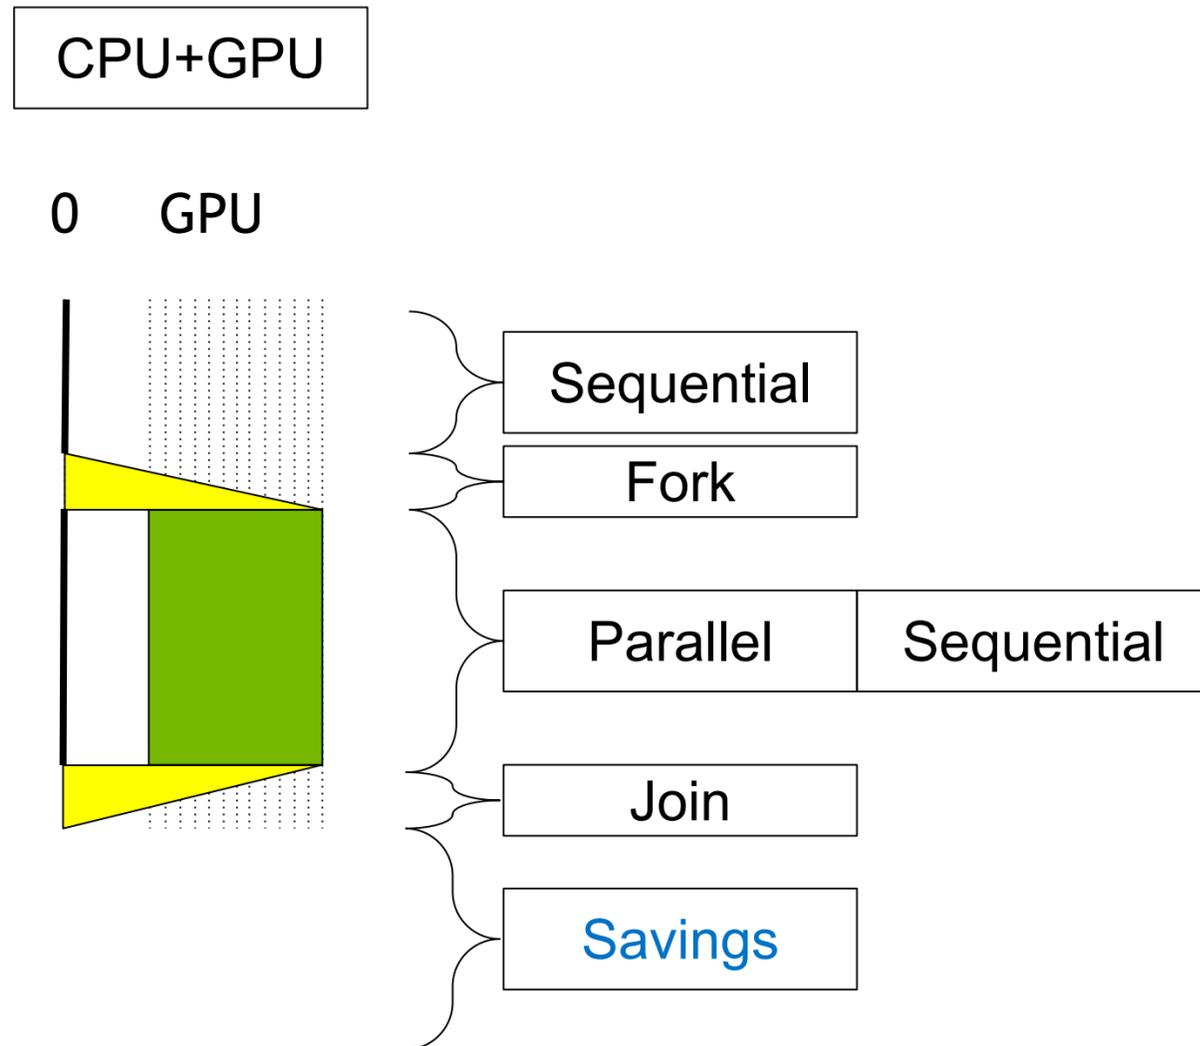 CPU+GPU
0 GPU
Sequential
Fork
Parallel Sequential
Join
Savings